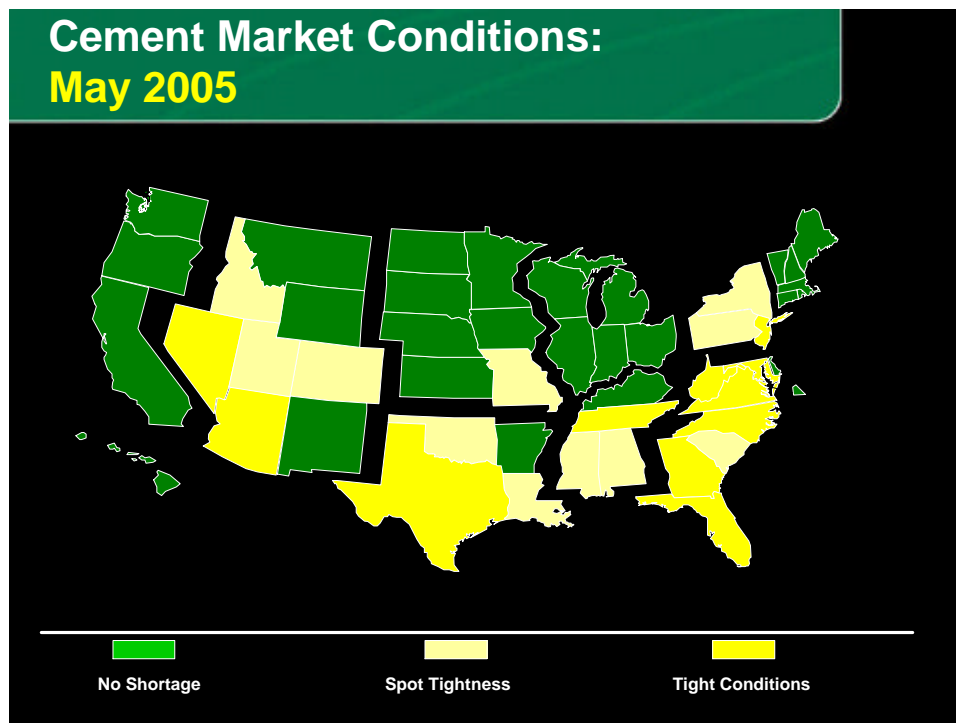 Cement Market Conditions:
May 2005
No Shortage
Spot Tightness
Tight Conditions